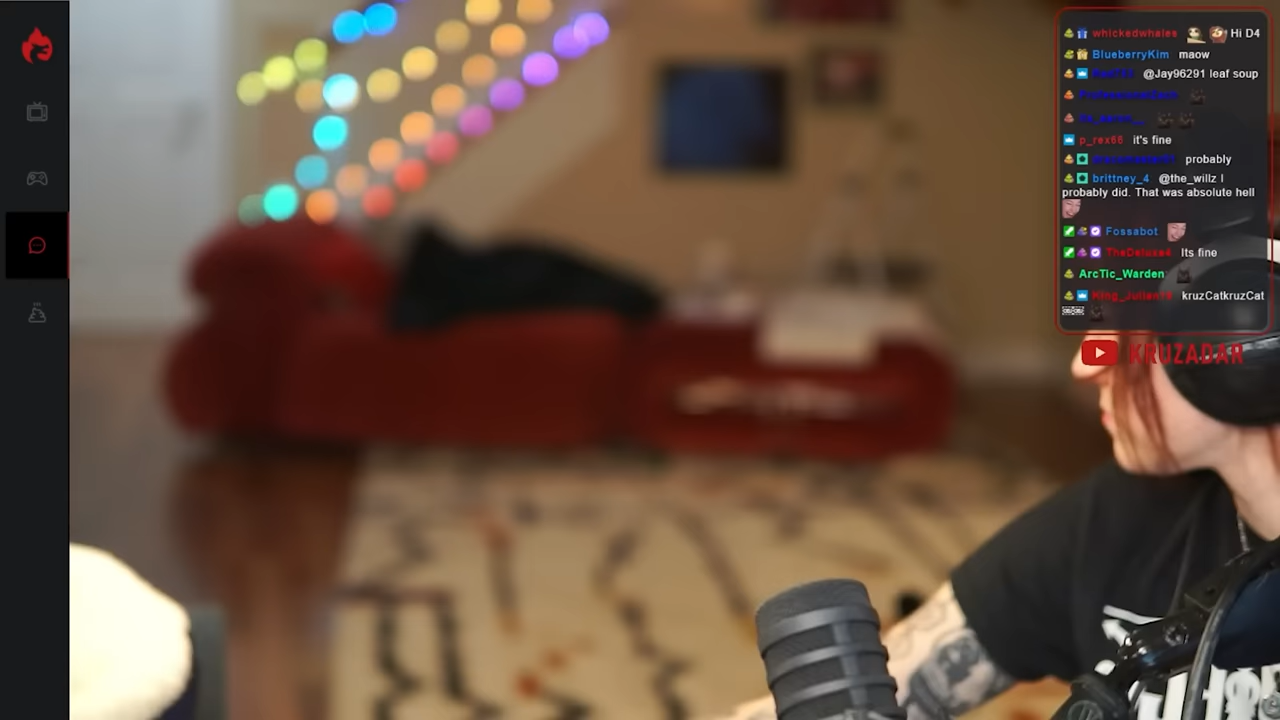 whickedwhales Hi D4
BlueberryKim maow
@Jay96291 leaf soup
p_rex66 it's fine
probably
brittney_4 @the_willz I
probably did. That was absolute hell
Fossabot
TheDeluxe4 Its fine
ArcTic_Warden
King_Julian19 kruzCatkruzCat
KRUZADAR